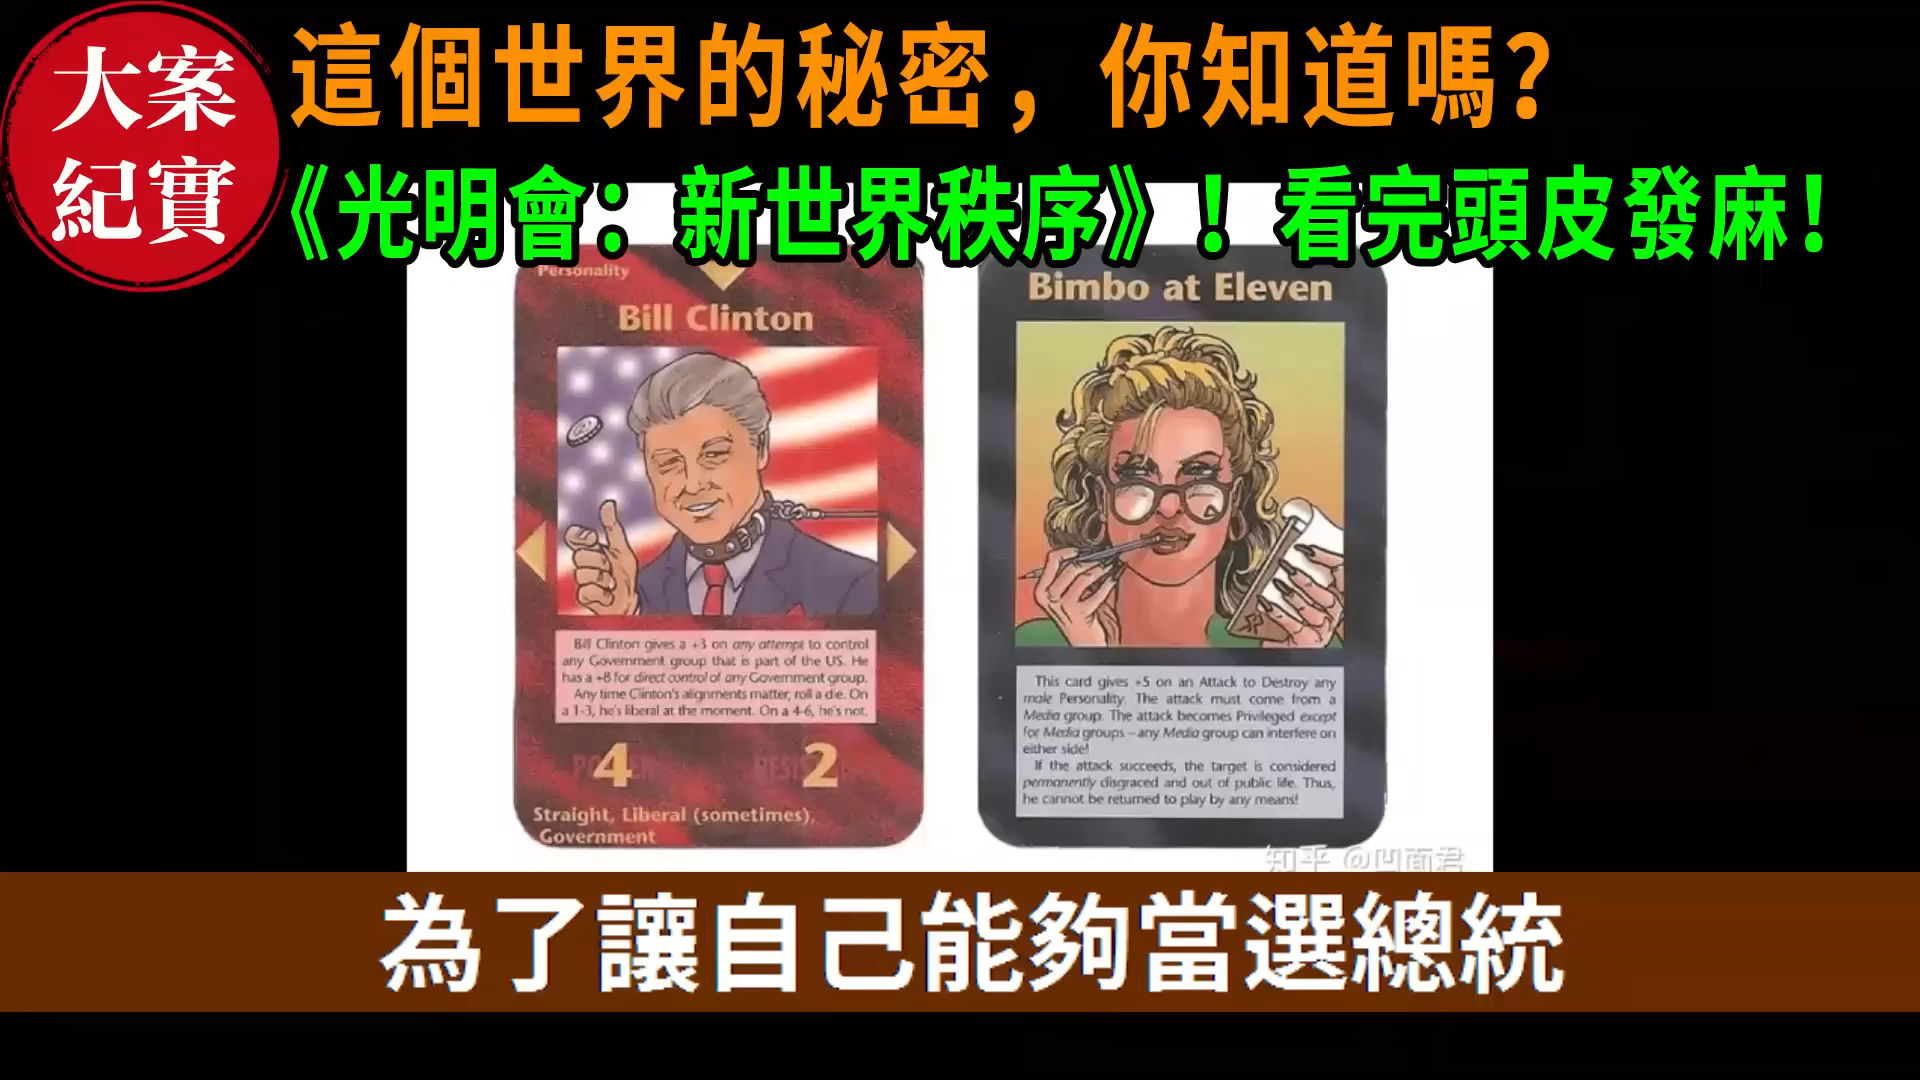 大案
紀實
這個世界的秘密，你知道嗎？
《光明會：新世界秩序》！看完頭皮發麻！
Personality
Bill Clinton
Bill Clinton gives a +3 on any attempt to control
any Government group that is part of the US. He
has a +8 for direct control of any Government group.
Any time Clinton's alignments matter, roll a die. On
a 1-3, he's liberal at the moment. On a 4-6, he's not.
4
2
Straight, Liberal (sometimes),
Government
Bimbo at Eleven
This card gives +5 on an Attack to Destroy any
male Personality. The attack must come from a
Media group. The attack becomes Privileged except
for Media groups – any Media group can interfere on
either side!
If the attack succeeds, the target is considered
permanently disgraced and out of public life. Thus,
he cannot be returned to play by any means!
知乎 @凹面君
為了讓自己能夠當選總統